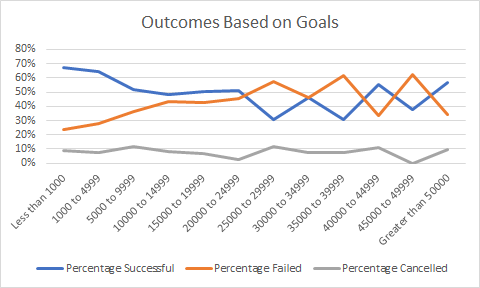 Outcomes Based on Goals
80%
70%
60%
50%
40%
30%
20%
10%
0%
Less than 1000
1000 to 4999
5000 to 9999
10000 to 14999
15000 to 19999
20000 to 24999
25000 to 29999
30000 to 34999
35000 to 39999
40000 to 44999
45000 to 49999
Greater than 50000
Percentage Successful Percentage Failed Percentage Cancelled